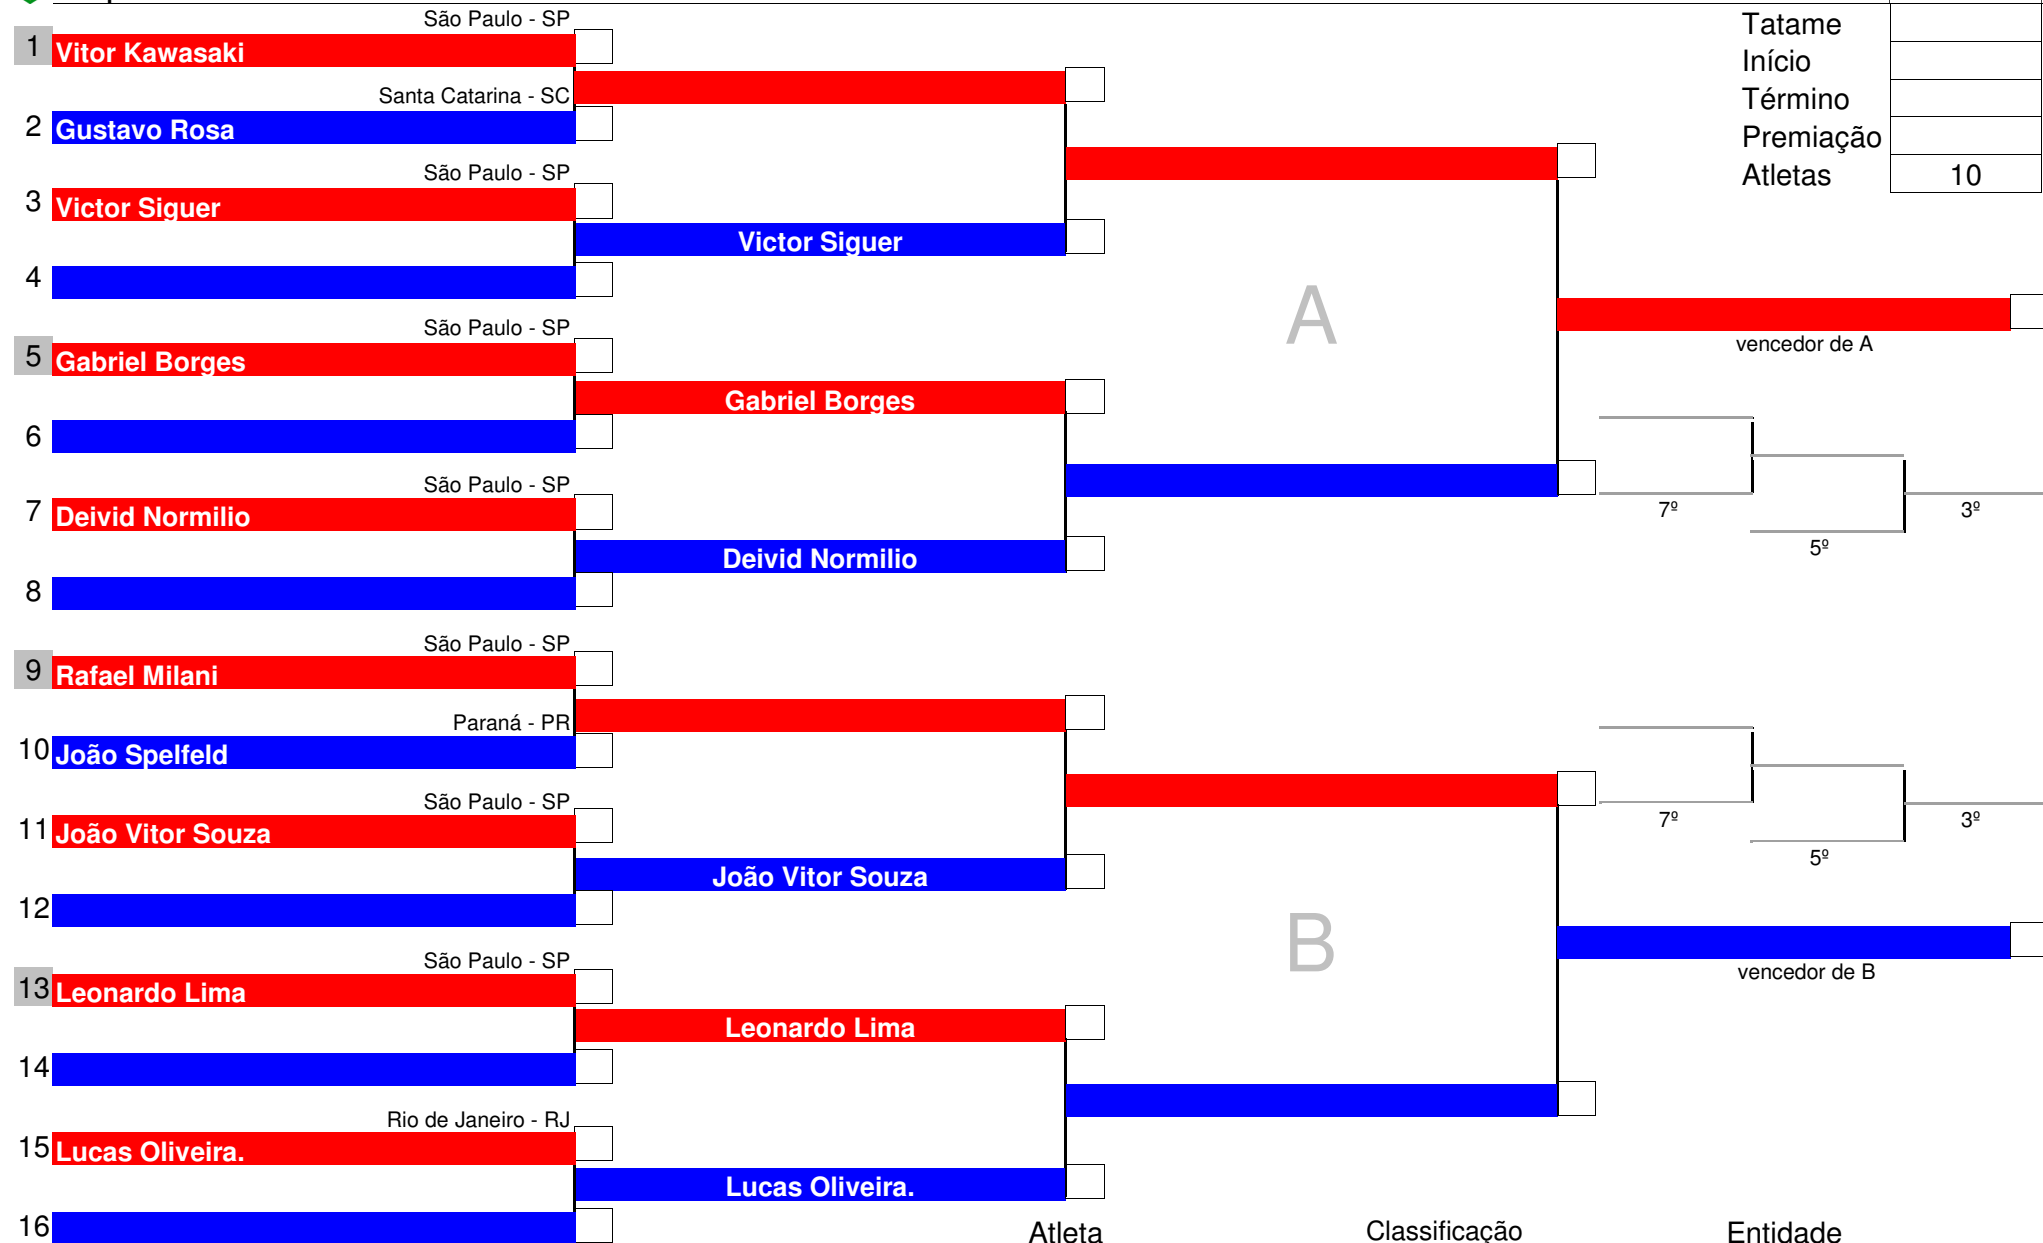 São Paulo - SP
1 Vitor Kawasaki
Santa Catarina - SC
2 Gustavo Rosa
São Paulo - SP
3 Victor Siguer
Victor Siguer
4
São Paulo - SP
5 Gabriel Borges
Gabriel Borges
6
São Paulo - SP
7 Deivid Normilio
Deivid Normilio
8
São Paulo - SP
9 Rafael Milani
Paraná - PR
10 João Spelfeld
São Paulo - SP
11 João Vitor Souza
João Vitor Souza
12
São Paulo - SP
13 Leonardo Lima
Leonardo Lima
14
Rio de Janeiro - RJ
15 Lucas Oliveira.
Lucas Oliveira.
16
A
B
Tatame
Início
Término
Premiação
Atletas 10
vencedor de A
7º
3º
5º
7º
3º
5º
vencedor de B
Atleta Classificação Entidade